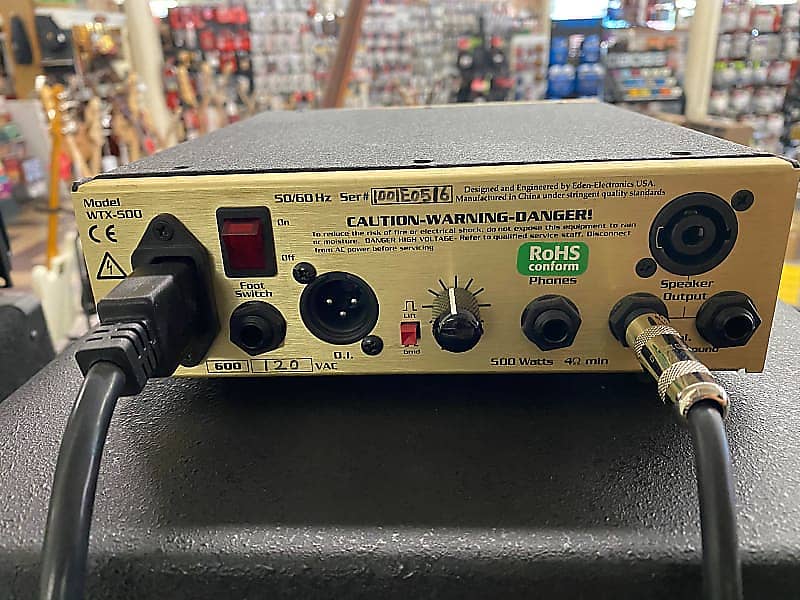 Model
WTX-500
50/60 Hz Ser# 1001E0516
Designed and Engineered by Eden-Electronics USA.
Manufactured in China under stringent quality standards
CE
On
Off
CAUTION-WARNING-DANGER!
To reduce the risk of fire or electrical shock, do not expose this equipment to rain
or moisture. DANGER HIGH VOLTAGE- Refer to qualified service staff. Disconnect
from AC power before servicing
RoHS
conform
Foot
Switch
Phones
Speaker
Output
Lift
Gnd
D.I.
600 120 VAC
500 Watts 4Ω min